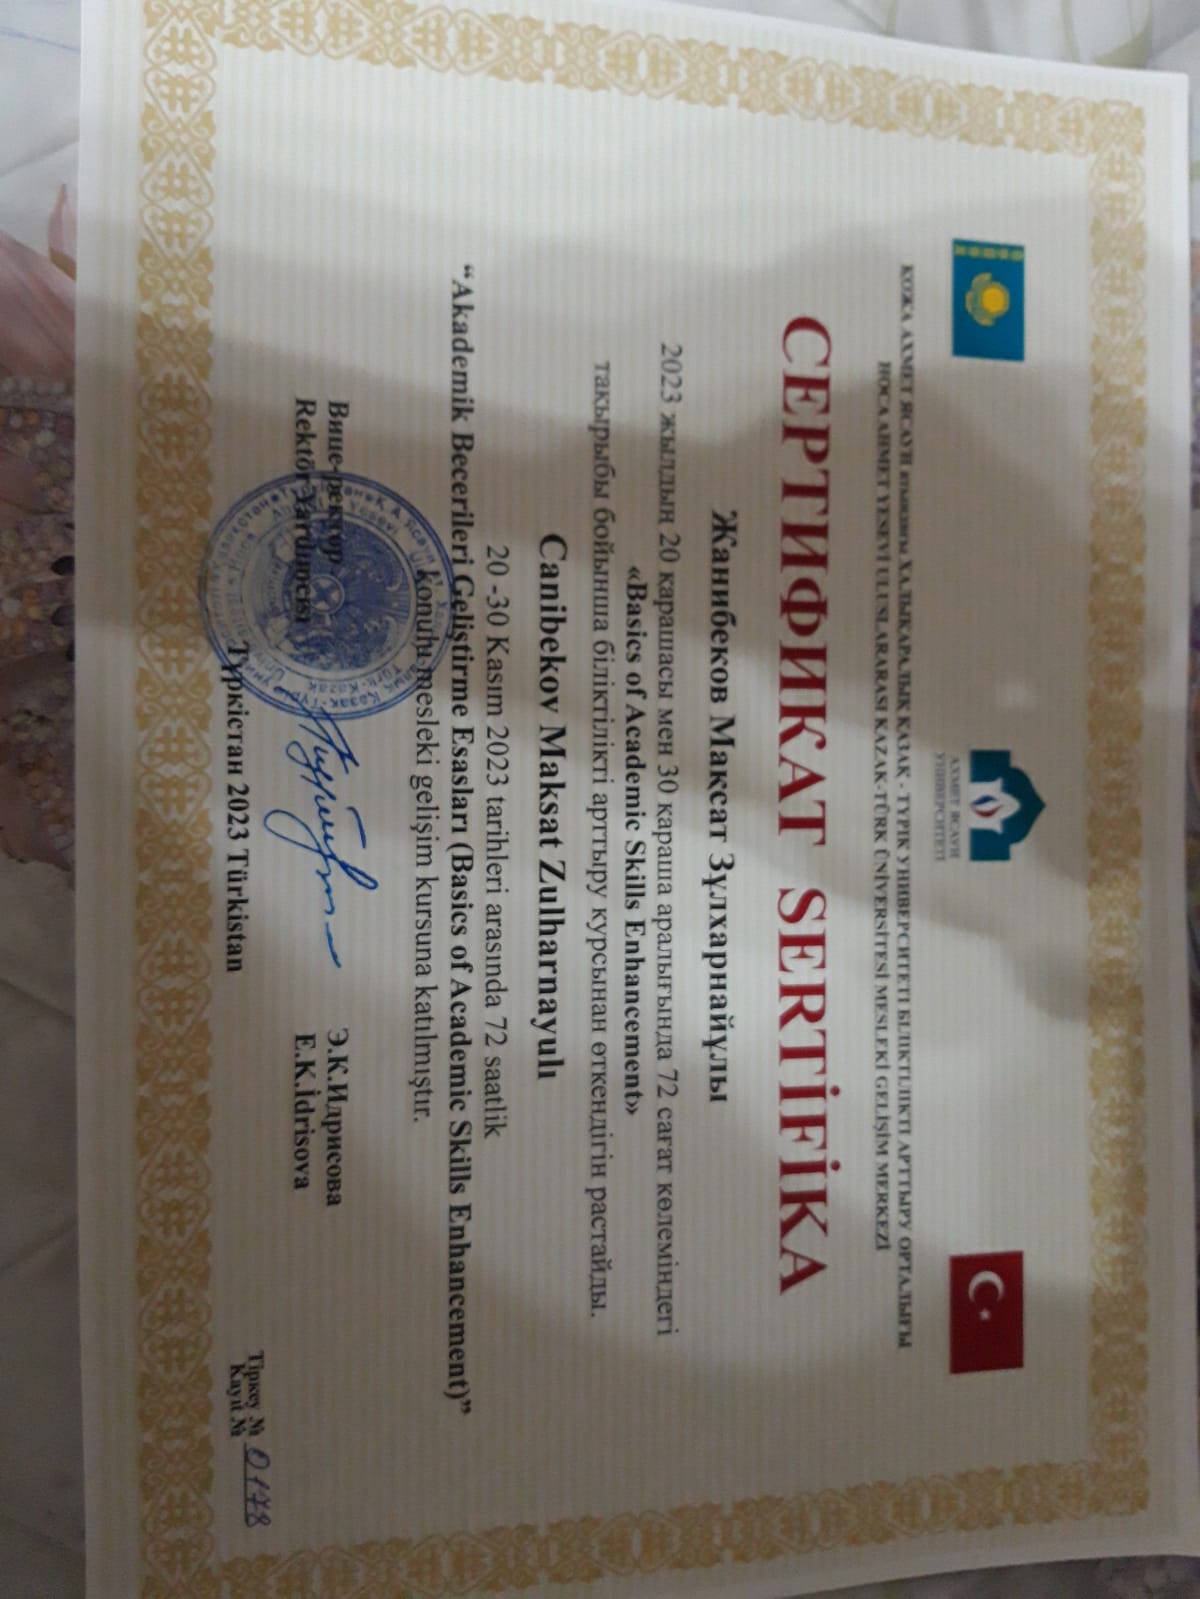 АХМЕТ ЯСАУИ
УНИВЕРСИТЕТІ
ҚОЖА АХМЕТ ЯСАУИ атындағы ХАЛЫҚАРАЛЫҚ ҚАЗАҚ - ТҮРІК УНИВЕРСИТЕТІ БІЛІКТІЛІКТІ АРТТЫРУ ОРТАЛЫҒЫ
HOCA AHMET YESEVİ ULUSLARARASI KAZAK-TÜRK ÜNİVERSİTESİ MESLEKİ GELİŞİM MERKEZİ
СЕРТИФИКАТ SERTİFİKA
Жанибеков Мақсат Зұлхарнайұлы
2023 жылдың 20 қарашасы мен 30 қараша аралығында 72 сағат көлеміндегі
«Basics of Academic Skills Enhancement»
тақырыбы бойынша біліктілікті арттыру курсынан өткендігін растайды.
Canibekov Maksat Zulharnayulı
20 -30 Kasım 2023 tarihleri arasında 72 saatlik
“Akademik Becerileri Geliştirme Esasları (Basics of Academic Skills Enhancement)”
konulu mesleki gelişim kursuna katılmıştır.
Вице-ректор Э.К.Идрисова
Rektör Yardımcısı E.K.İdrisova
Түркістан 2023 Türkistan
Тіркеу №
Kayıt № 0178